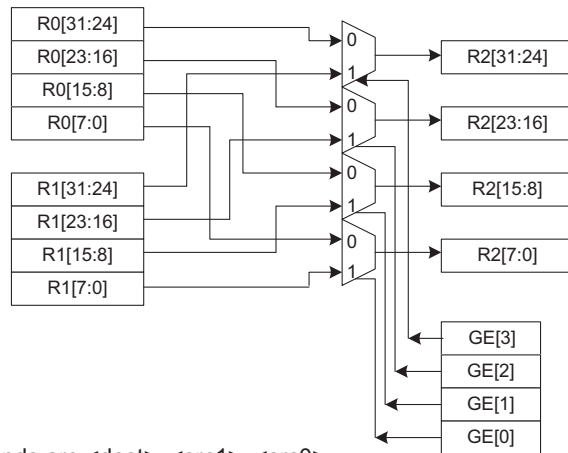 R0[31:24]
R0[23:16]
R0[15:8]
R0[7:0]
R1[31:24]
R1[23:16]
R1[15:8]
R1[7:0]
0
1
0
1
0
1
0
1
R2[31:24]
R2[23:16]
R2[15:8]
R2[7:0]
GE[3]
GE[2]
GE[1]
GE[0]